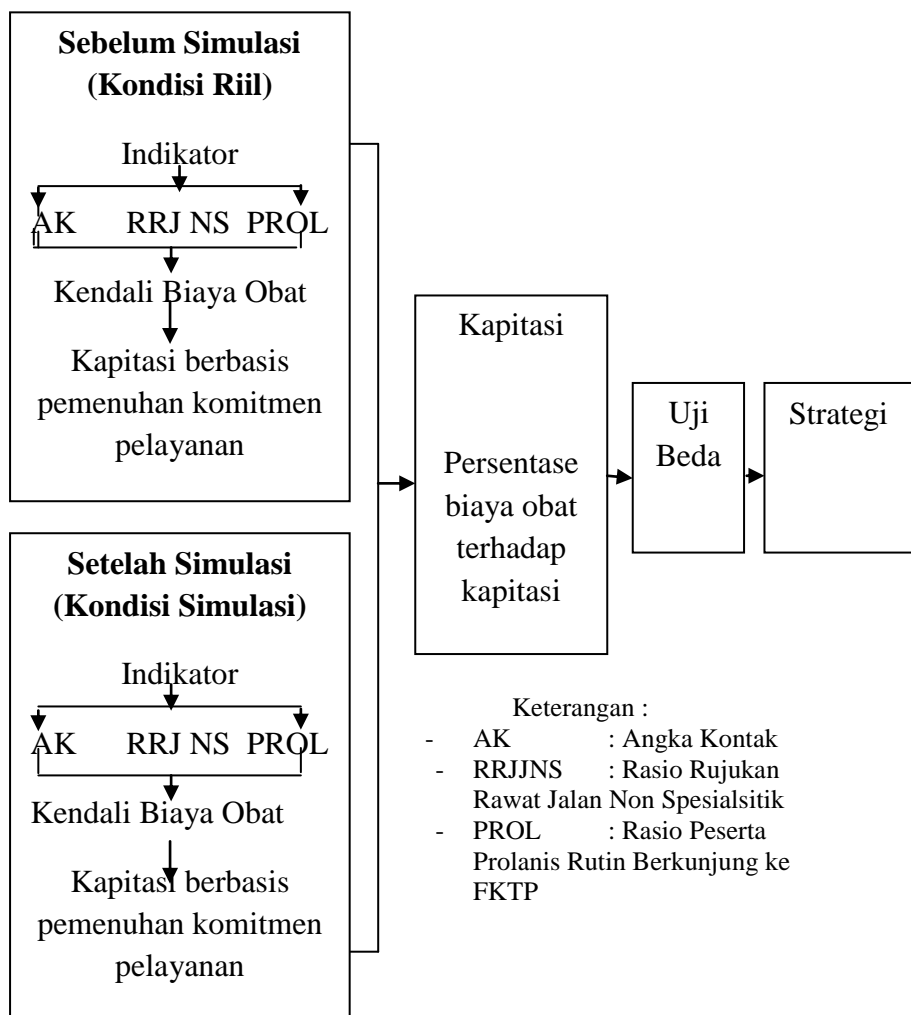 Sebelum Simulasi
(Kondisi Riil)
Indikator
AK RRJ NS PROL
Kendali Biaya Obat
Kapitasi berbasis
pemenuhan komitmen
pelayanan
Setelah Simulasi
(Kondisi Simulasi)
Indikator
AK RRJ NS PROL
Kendali Biaya Obat
Kapitasi berbasis
pemenuhan komitmen
pelayanan
Kapitasi
Persentase
biaya obat
terhadap
kapitasi
Uji
Beda
Strategi
Keterangan :
- AK : Angka Kontak
- RRJJNS : Rasio Rujukan
Rawat Jalan Non Spesialsitik
- PROL : Rasio Peserta
Prolanis Rutin Berkunjung ke
FKTP